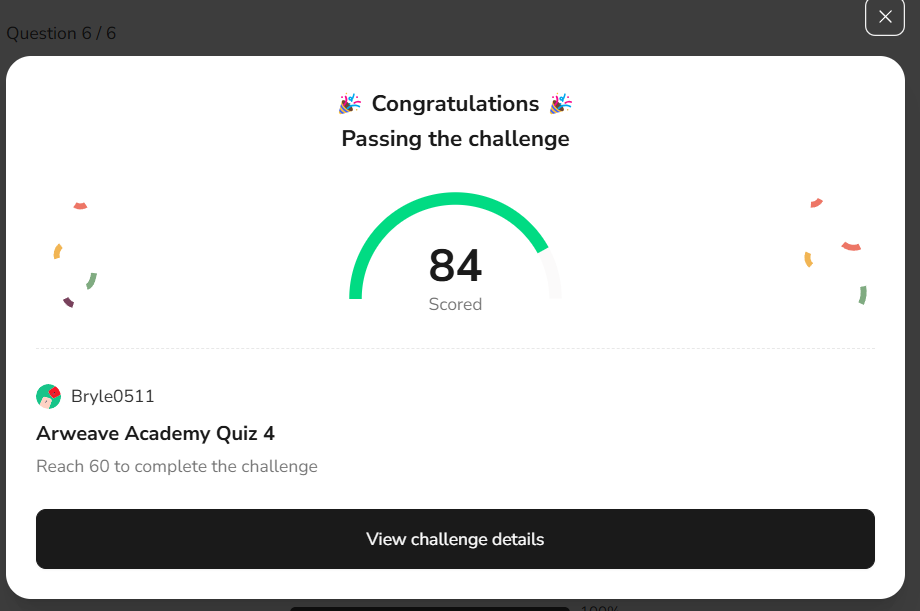 Question 6 / 6
🎉 Congratulations 🎉
Passing the challenge
84
Scored
Bryle0511
Arweave Academy Quiz 4
Reach 60 to complete the challenge
View challenge details
100%